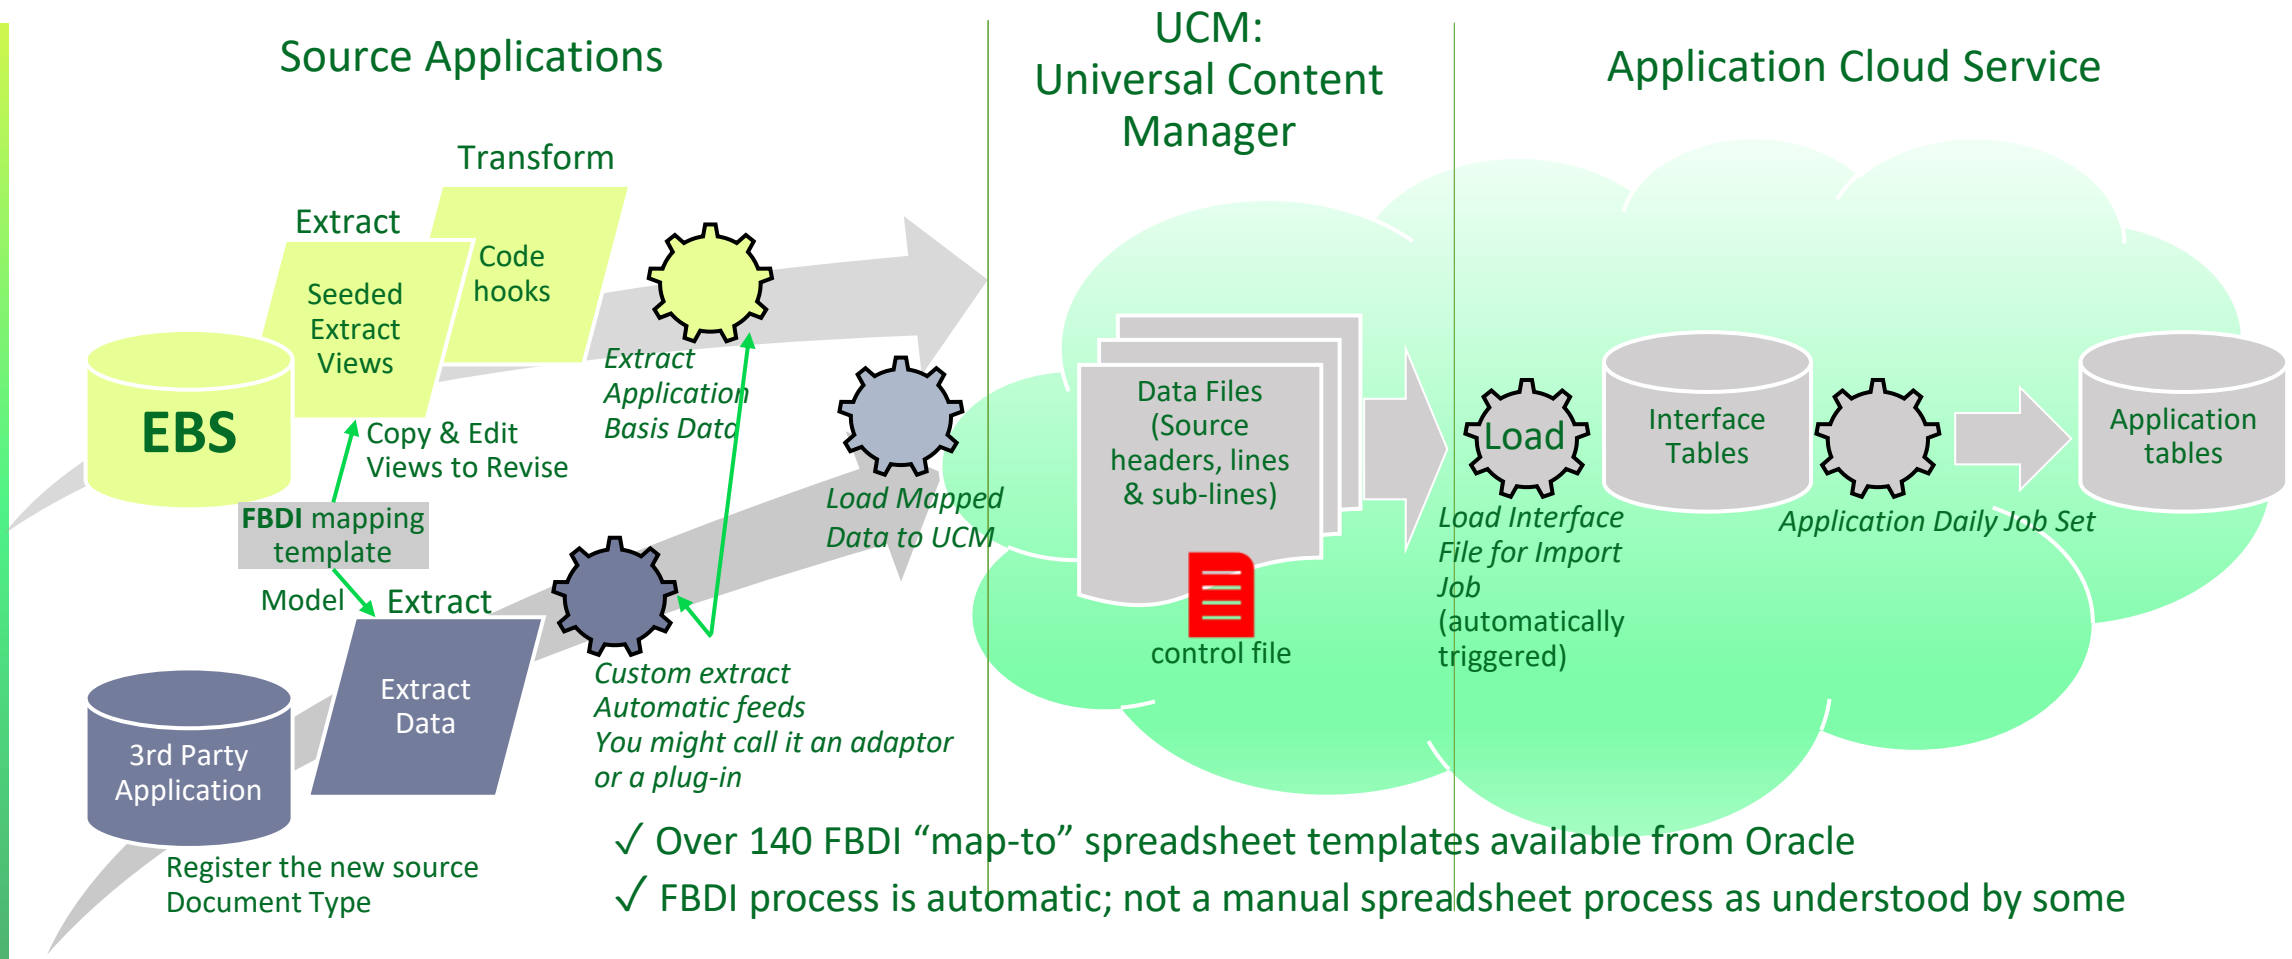 Source Applications
UCM:
Universal Content
Manager
Application Cloud Service
Transform
Extract
Code
hooks
Seeded
Extract
Views
EBS
Copy & Edit
Views to Revise
FBDI mapping
template
Model
Extract
Extract
Application
Basis Data
Load Mapped
Data to UCM
Extract
Data
3rd Party
Application
Register the new source
Document Type
Custom extract
Automatic feeds
You might call it an adaptor
or a plug-in
Data Files
(Source
headers, lines
& sub-lines)
control file
Load
Load Interface
File for Import
Job
(automatically
triggered)
Interface
Tables
Application Daily Job Set
Application
tables
✓ Over 140 FBDI “map-to” spreadsheet templates available from Oracle
✓ FBDI process is automatic; not a manual spreadsheet process as understood by some